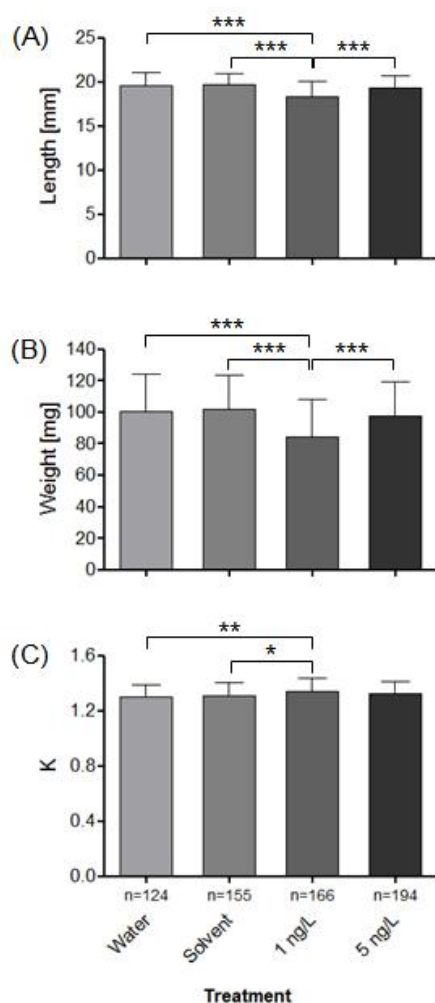 (A)
***
*** ***
Length [mm]
25
20
15
10
5
0
(B)
***
*** ***
Weight [mg]
140
120
100
80
60
40
20
0
(C)
**
*
K
1.6
1.2
0.8
0.4
0.0
n=124 n=155 n=166 n=194
Water Solvent 1 ng/L 5 ng/L
Treatment